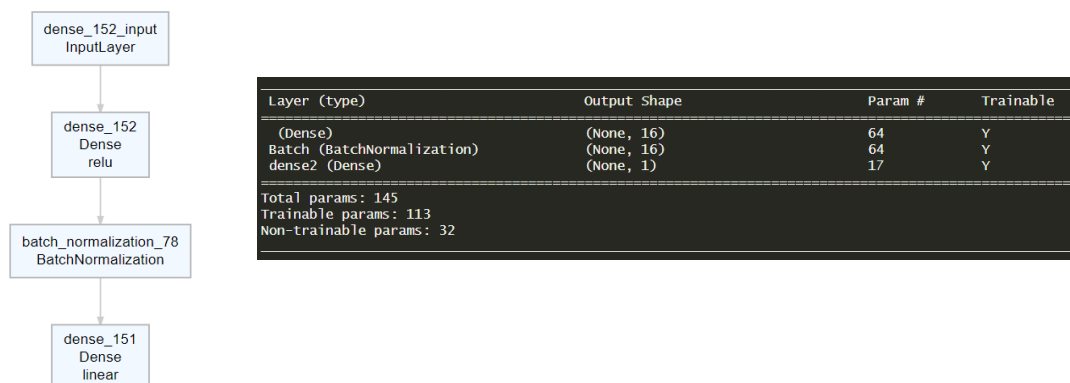 dense_152_input
InputLayer
dense_152
Dense
relu
batch_normalization_78
BatchNormalization
dense_151
Dense
linear
Layer (type) Output Shape Param # Trainable
(Dense) (None, 16) 64 Y
Batch (BatchNormalization) (None, 16) 64 Y
dense2 (Dense) (None, 1) 17 Y
Total params: 145
Trainable params: 113
Non-trainable params: 32